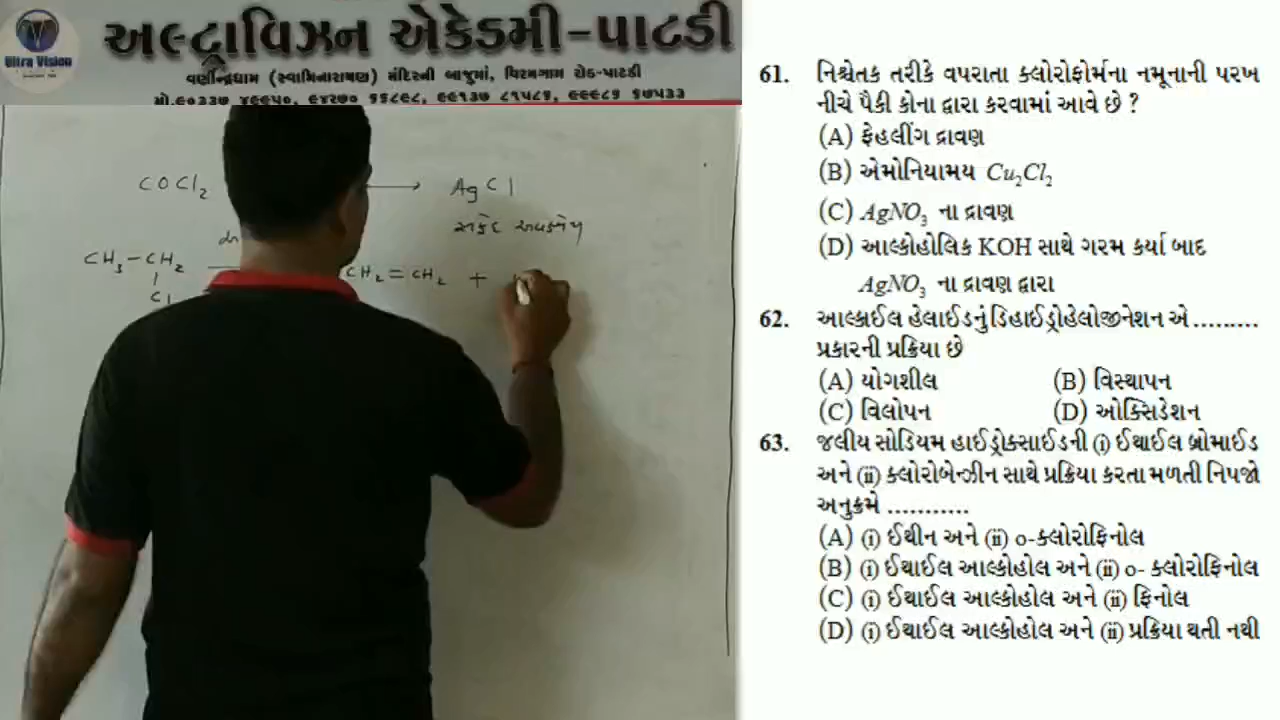 Ultra Vision
અલ્ટ્રાવિઝન એકેડમી-પાટડી
વર્ણીન્દ્રધામ (સ્વામિનારાયણ) મંદિરની બાજુમાં, વિરમગામ રોડ-પાટડી
COCl₂ → AgCl
સફેદ અવક્ષેપ
CH₃-CH₂
CH₂=CH₂ +
Cl
61. નિશ્ચેતક તરીકે વપરાતા ક્લોરોફોર્મના નમૂનાની પરખ
નીચે પૈકી કોના દ્વારા કરવામાં આવે છે ?
(A) ફેહલીંગ દ્રાવણ
(B) એમોનિયામય Cu₂Cl₂
(C) AgNO₃ ના દ્રાવણ
(D) આલ્કોહોલિક KOH સાથે ગરમ કર્યા બાદ
AgNO₃ ના દ્રાવણ દ્વારા
62. આલ્કાઈલ હેલાઈડનું ડિહાઈડ્રોહેલોજીનેશન એ .........
પ્રકારની પ્રક્રિયા છે
(A) યોગશીલ (B) વિસ્થાપન
(C) વિલોપન (D) ઓક્સિડેશન
63. જલીય સોડિયમ હાઈડ્રોક્સાઈડની (i) ઈથાઈલ બ્રોમાઈડ
અને (ii) ક્લોરોબેન્ઝીન સાથે પ્રક્રિયા કરતા મળતી નિપજો
અનુક્રમે ...........
(A) (i) ઈથીન અને (ii) o-ક્લોરોફિનોલ
(B) (i) ઈથાઈલ આલ્કોહોલ અને (ii) o- ક્લોરોફિનોલ
(C) (i) ઈથાઈલ આલ્કોહોલ અને (ii) ફિનોલ
(D) (i) ઈથાઈલ આલ્કોહોલ અને (ii) પ્રક્રિયા થતી નથી